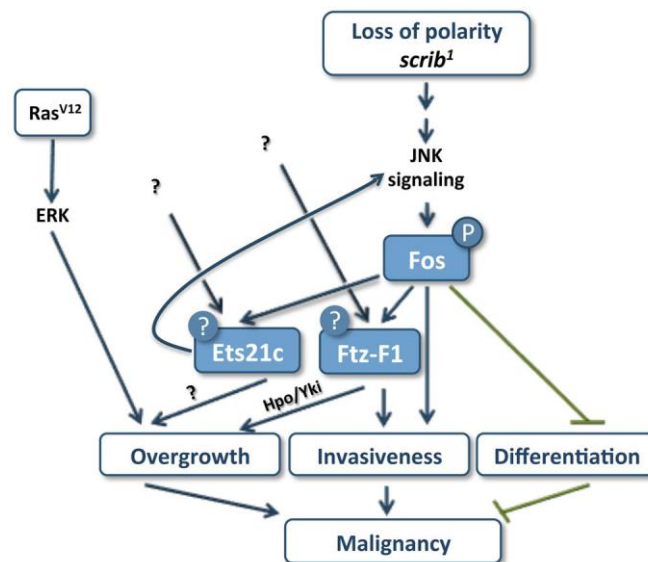 Loss of polarity
scrib¹
Ras^V12
?
?
JNK
signaling
ERK
P
Fos
?
?
Ets21c
Ftz-F1
?
Hpo/Yki
Overgrowth
Invasiveness
Differentiation
Malignancy